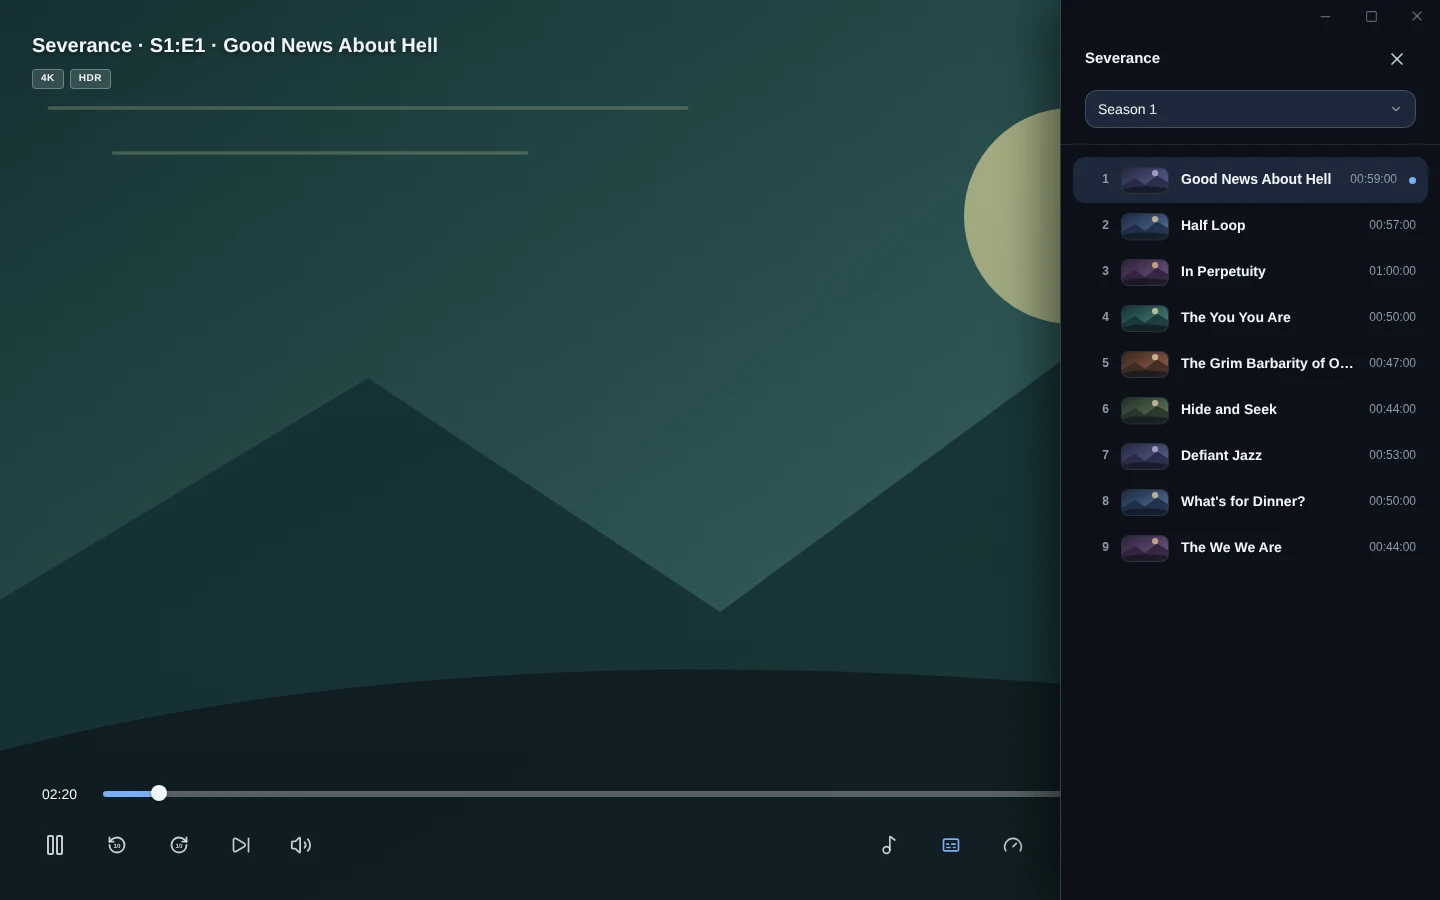 Severance · S1:E1 · Good News About Hell
4K HDR
Severance
Season 1
1 Good News About Hell 00:59:00
2 Half Loop 00:57:00
3 In Perpetuity 01:00:00
4 The You You Are 00:50:00
5 The Grim Barbarity of O… 00:47:00
6 Hide and Seek 00:44:00
7 Defiant Jazz 00:53:00
8 What's for Dinner? 00:50:00
9 The We We Are 00:44:00
02:20
10 10